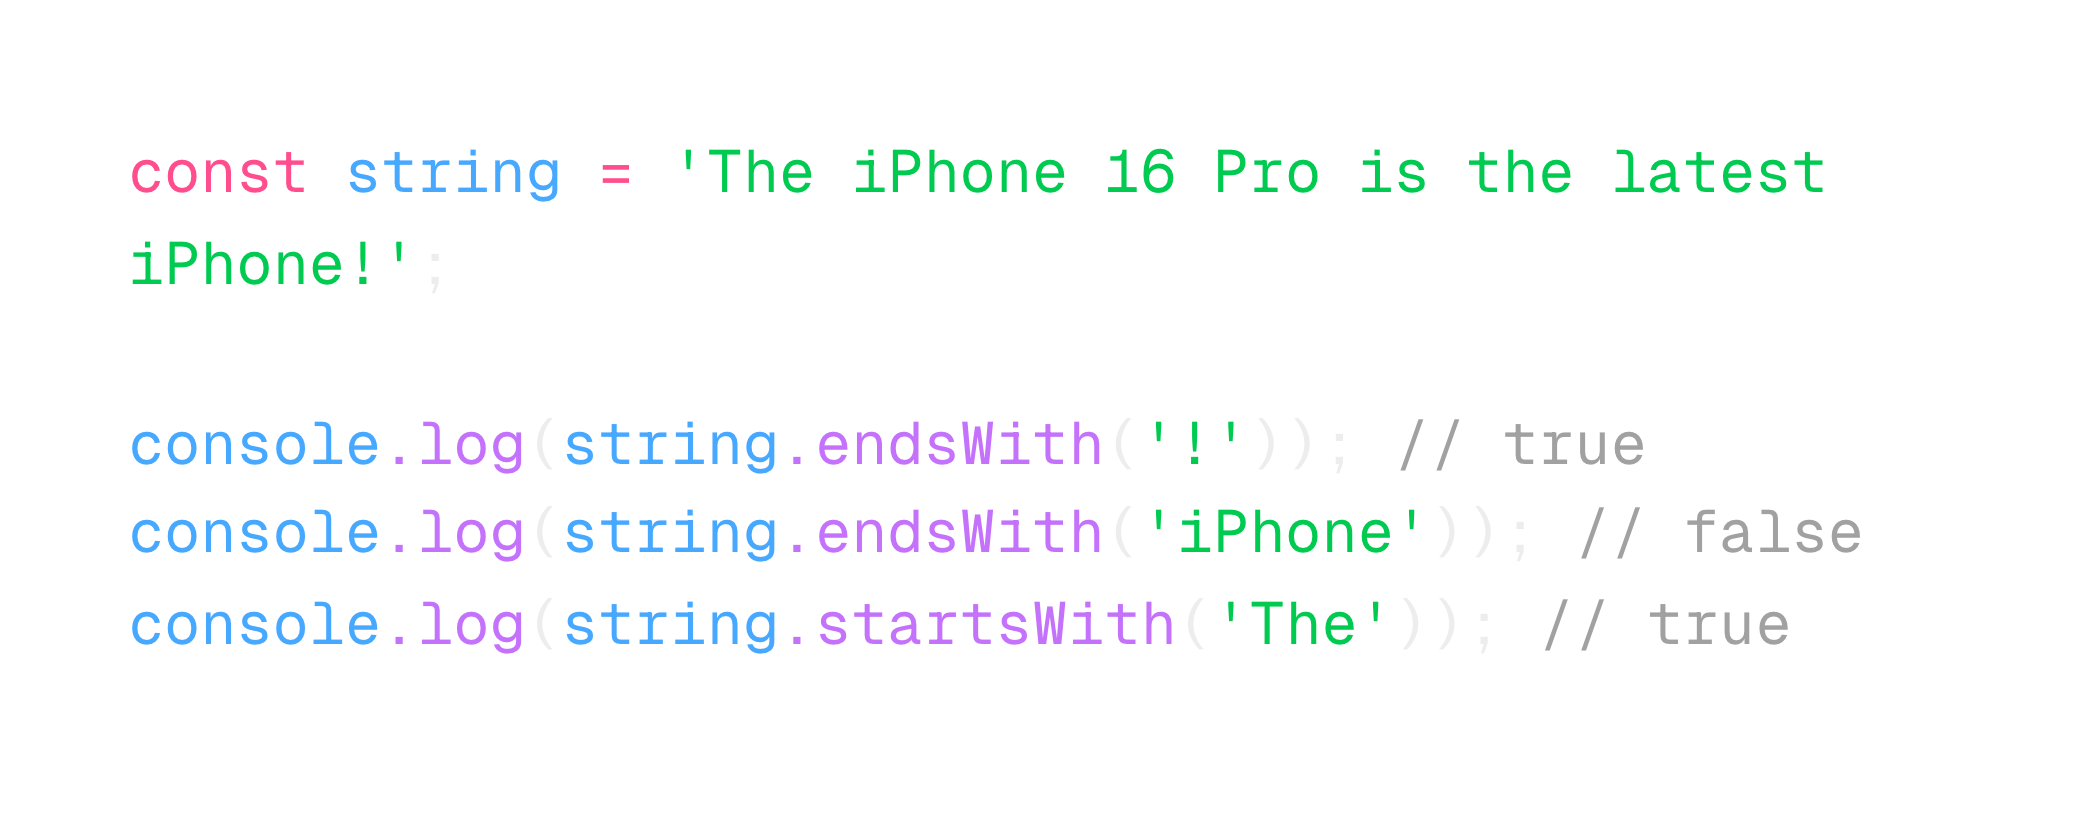 const string = 'The iPhone 16 Pro is the latest
iPhone!';
console.log(string.endsWith('!')); // true
console.log(string.endsWith('iPhone')); // false
console.log(string.startsWith('The')); // true